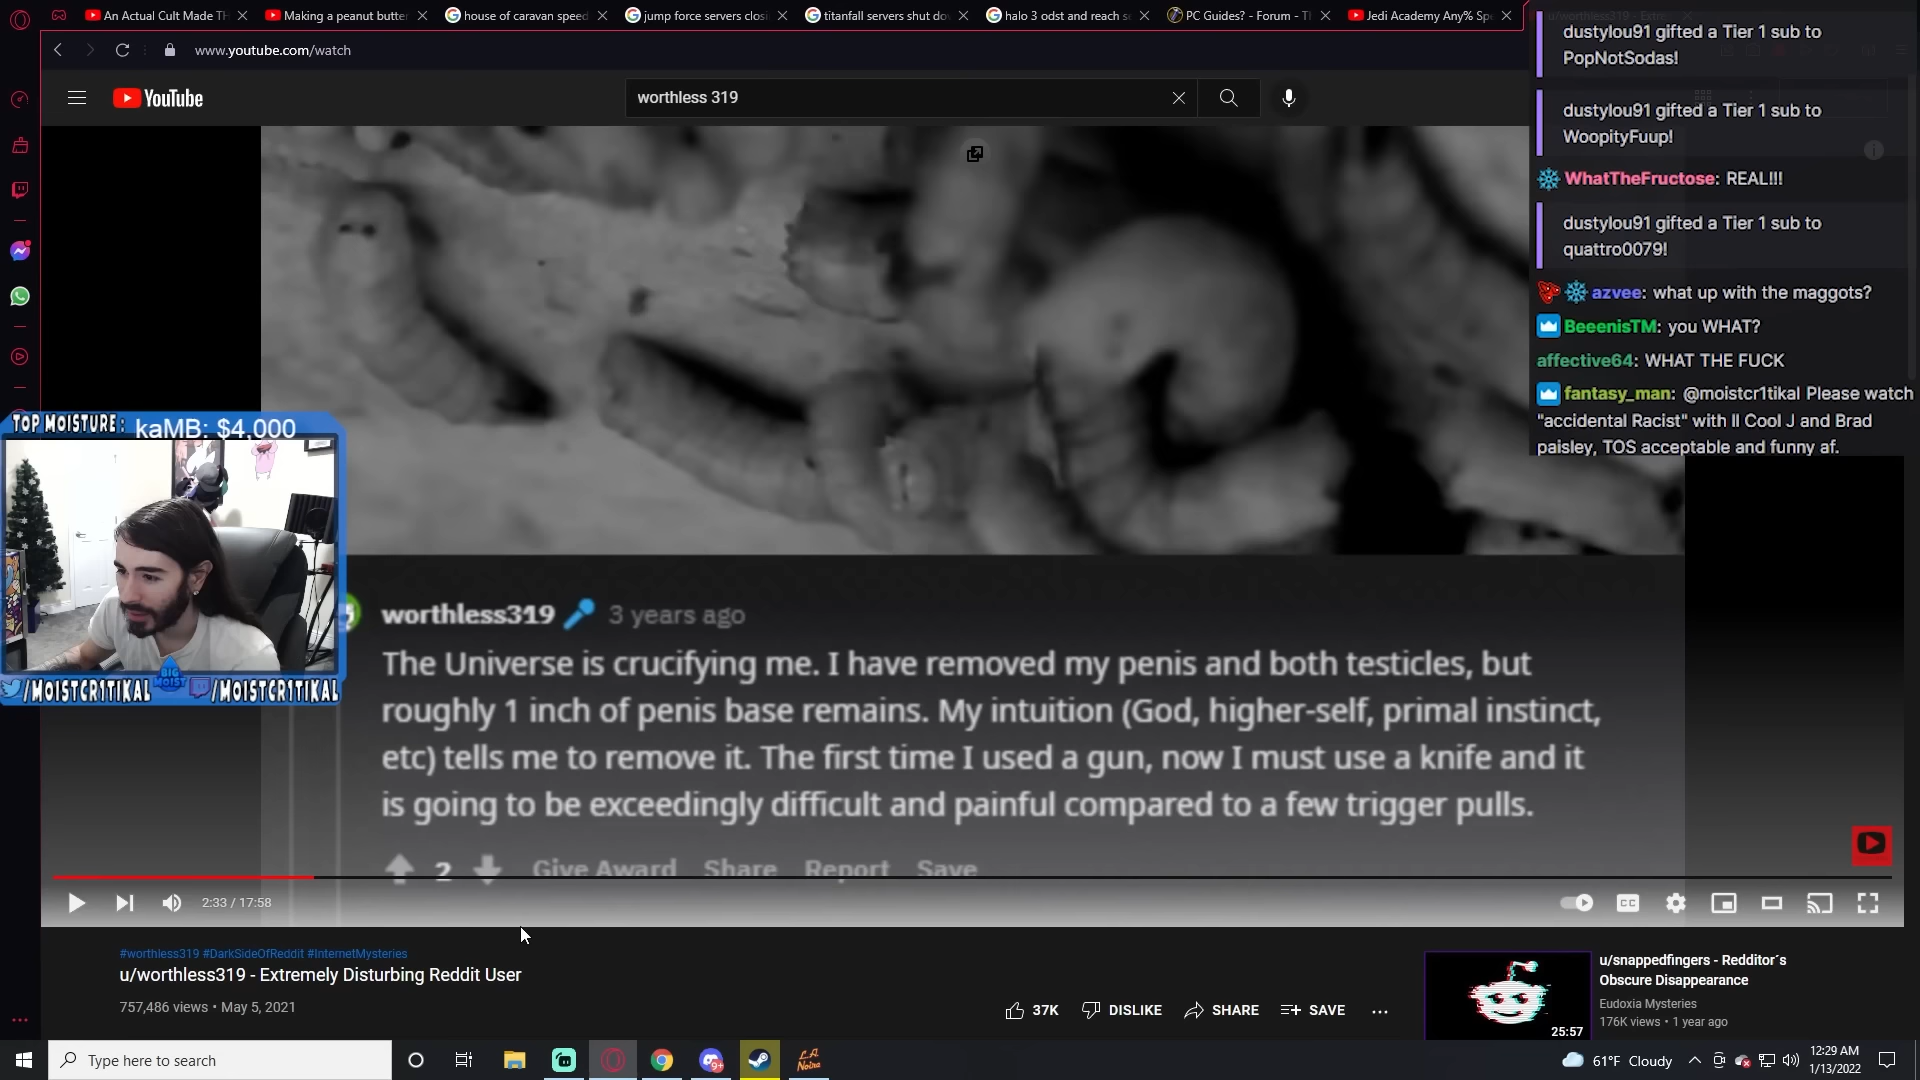 An Actual Cult Made Th
Making a peanut butter
house of caravan speed
jump force servers closi
titanfall servers shut do
halo 3 odst and reach s
PC Guides? - Forum - T
Jedi Academy Any% Sp
www.youtube.com/watch
YouTube
worthless 319
dustylou91 gifted a Tier 1 sub to
PopNotSodas!
dustylou91 gifted a Tier 1 sub to
WoopityFuup!
WhatTheFructose: REAL!!!
dustylou91 gifted a Tier 1 sub to
quattro0079!
azvee: what up with the maggots?
BeeenisTM: you WHAT?
affective64: WHAT THE FUCK
fantasy_man: @moistcr1tikal Please watch
"accidental Racist" with ll Cool J and Brad
paisley, TOS acceptable and funny af.
TOP MOISTURE: kaMB: $4,000
BIG
MOIST
/MOISTCR1TIKAL /MOISTCR1TIKAL
worthless319 3 years ago
The Universe is crucifying me. I have removed my penis and both testicles, but
roughly 1 inch of penis base remains. My intuition (God, higher-self, primal instinct,
etc) tells me to remove it. The first time I used a gun, now I must use a knife and it
is going to be exceedingly difficult and painful compared to a few trigger pulls.
2 Give Award Share Report Save
2:33 / 17:58
CC
#worthless319 #DarkSideOfReddit #InternetMysteries
u/worthless319 - Extremely Disturbing Reddit User
757,486 views • May 5, 2021
37K DISLIKE SHARE SAVE
u/snappedfingers - Redditor´s
Obscure Disappearance
Eudoxia Mysteries
176K views • 1 year ago
25:57
Type here to search
9+
L.A.
Noire
61°F Cloudy
12:29 AM
1/13/2022